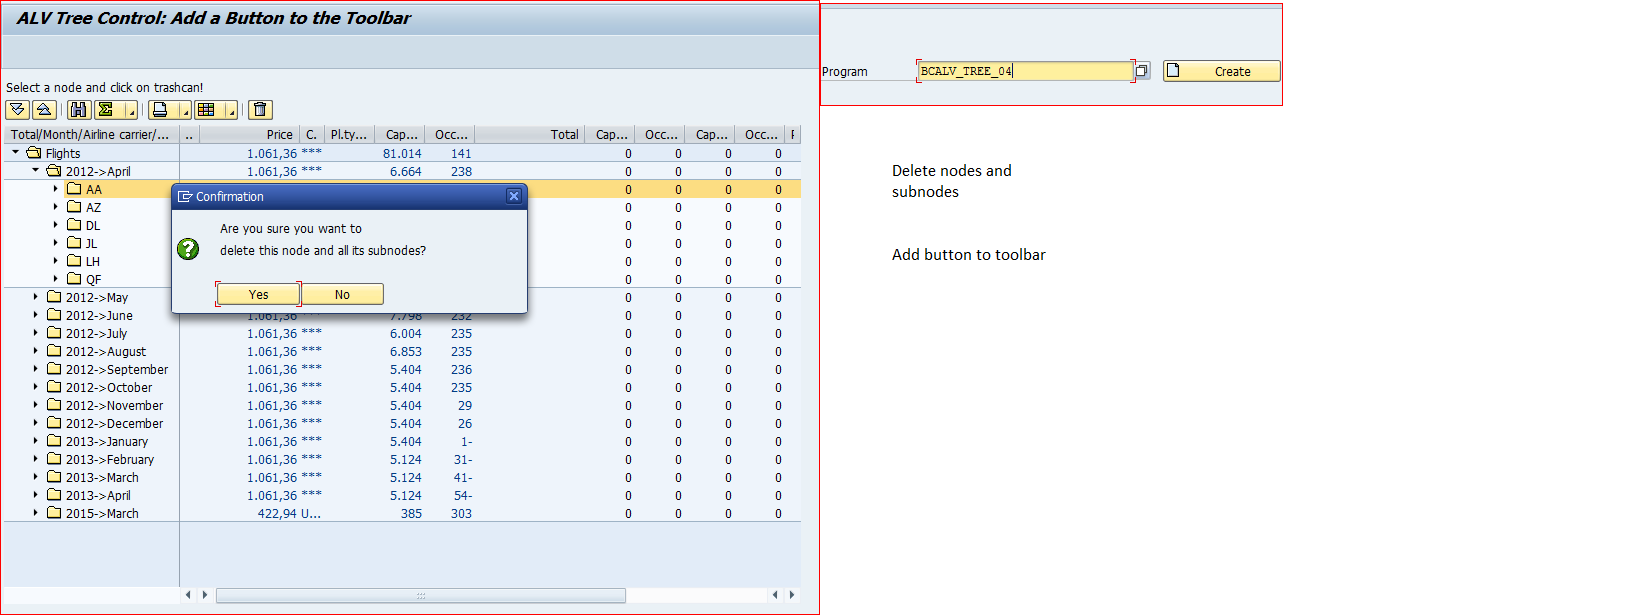 ALV Tree Control: Add a Button to the Toolbar
Select a node and click on trashcan!
Total/Month/Airline carrier/... .. Price C. Pl.ty... Cap... Occ... Total Cap... Occ... Cap... Occ...
Flights 1.061,36 *** 81.014 141 0 0 0 0
2012->April 1.061,36 *** 6.664 238 0 0 0 0
AA 0 0 0 0
AZ 0 0 0 0
DL 0 0 0 0
JL 0 0 0 0
LH 0 0 0 0
QF 0 0 0 0
2012->May 0 0 0 0
2012->June 1.061,36 *** 7.798 232 0 0 0 0
2012->July 1.061,36 *** 6.004 235 0 0 0 0
2012->August 1.061,36 *** 6.853 235 0 0 0 0
2012->September 1.061,36 *** 5.404 236 0 0 0 0
2012->October 1.061,36 *** 5.404 235 0 0 0 0
2012->November 1.061,36 *** 5.404 29 0 0 0 0
2012->December 1.061,36 *** 5.404 26 0 0 0 0
2013->January 1.061,36 *** 5.404 1- 0 0 0 0
2013->February 1.061,36 *** 5.124 31- 0 0 0 0
2013->March 1.061,36 *** 5.124 41- 0 0 0 0
2013->April 1.061,36 *** 5.124 54- 0 0 0 0
2015->March 422,94 U... 385 303 0 0 0 0
Confirmation
Are you sure you want to
delete this node and all its subnodes?
Yes No
Program BCALV_TREE_04 Create
Delete nodes and
subnodes
Add button to toolbar